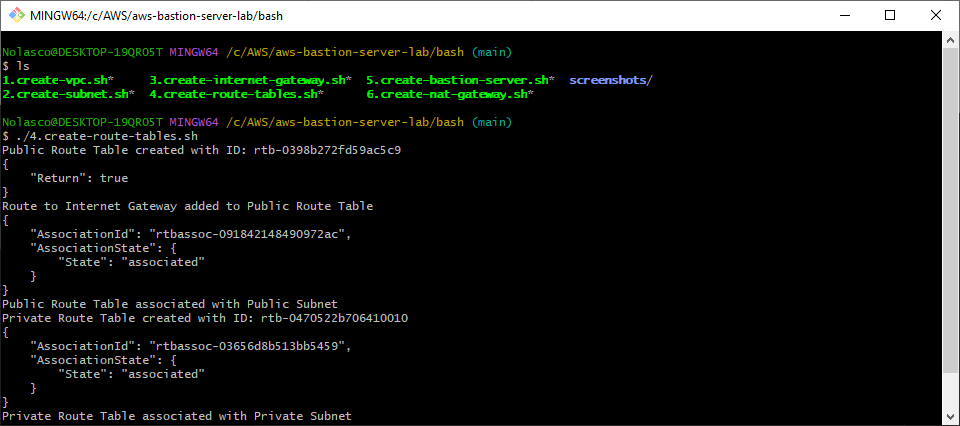 MINGW64:/c/AWS/aws-bastion-server-lab/bash
Nolasco@DESKTOP-19QRO5T MINGW64 /c/AWS/aws-bastion-server-lab/bash (main)
$ ls
1.create-vpc.sh*     3.create-internet-gateway.sh*  5.create-bastion-server.sh*  screenshots/
2.create-subnet.sh*  4.create-route-tables.sh*      6.create-nat-gateway.sh*
Nolasco@DESKTOP-19QRO5T MINGW64 /c/AWS/aws-bastion-server-lab/bash (main)
$ ./4.create-route-tables.sh
Public Route Table created with ID: rtb-0398b272fd59ac5c9
{
    "Return": true
}
Route to Internet Gateway added to Public Route Table
{
    "AssociationId": "rtbassoc-091842148490972ac",
    "AssociationState": {
        "State": "associated"
    }
}
Public Route Table associated with Public Subnet
Private Route Table created with ID: rtb-0470522b706410010
{
    "AssociationId": "rtbassoc-03656d8b513bb5459",
    "AssociationState": {
        "State": "associated"
    }
}
Private Route Table associated with Private Subnet